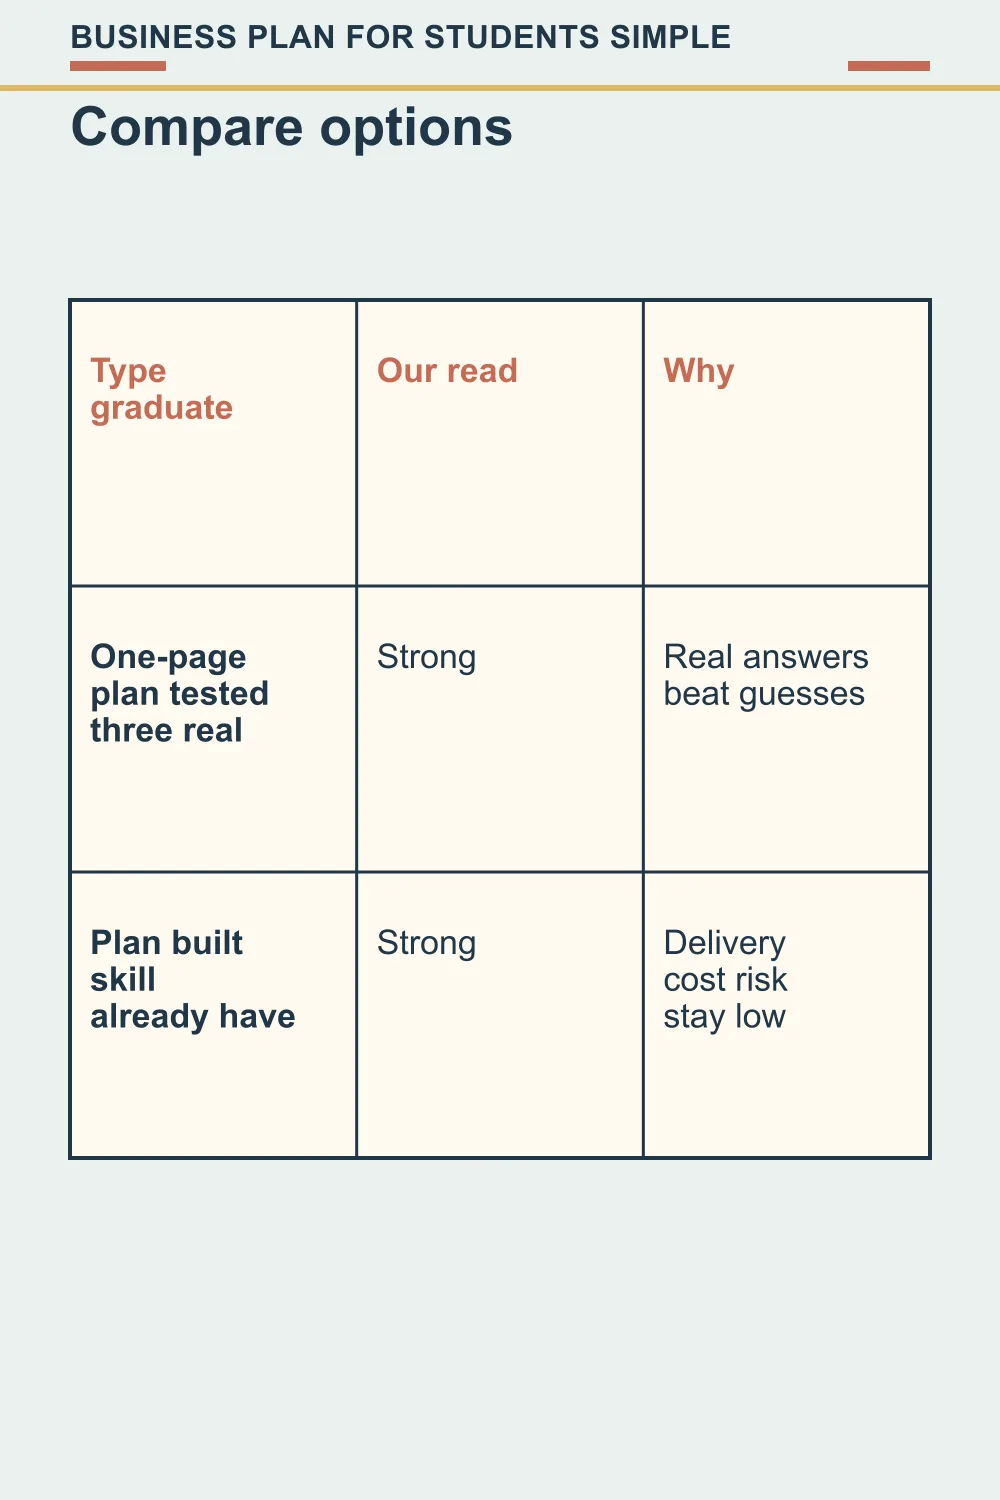 BUSINESS PLAN FOR STUDENTS SIMPLE
Compare options
Type
graduate
Our read
Why
One-page
plan tested
three real
Strong
Real answers
beat guesses
Plan built
skill
already have
Strong
Delivery
cost risk
stay low